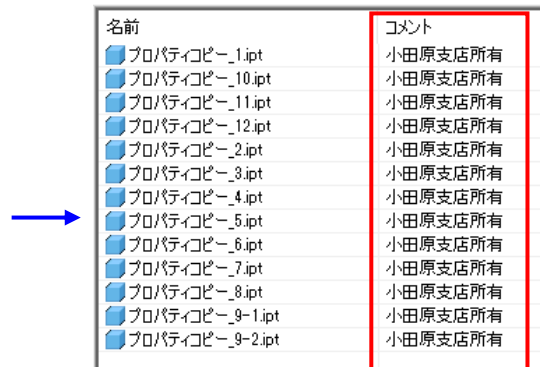 名前 コメント
プロパティコピー_1.ipt 小田原支店所有
プロパティコピー_10.ipt 小田原支店所有
プロパティコピー_11.ipt 小田原支店所有
プロパティコピー_12.ipt 小田原支店所有
プロパティコピー_2.ipt 小田原支店所有
プロパティコピー_3.ipt 小田原支店所有
プロパティコピー_4.ipt 小田原支店所有
プロパティコピー_5.ipt 小田原支店所有
プロパティコピー_6.ipt 小田原支店所有
プロパティコピー_7.ipt 小田原支店所有
プロパティコピー_8.ipt 小田原支店所有
プロパティコピー_9-1.ipt 小田原支店所有
プロパティコピー_9-2.ipt 小田原支店所有